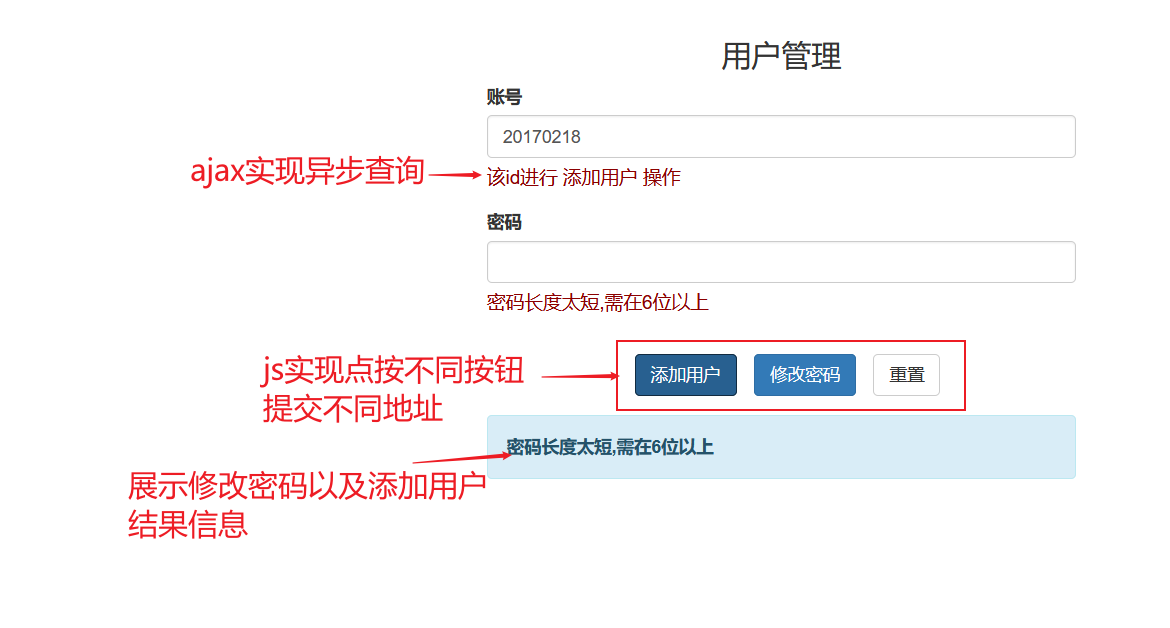 用户管理
账号
20170218
ajax实现异步查询
该id进行 添加用户 操作
密码
密码长度太短,需在6位以上
js实现点按不同按钮
提交不同地址
添加用户 修改密码 重置
密码长度太短,需在6位以上
展示修改密码以及添加用户
结果信息